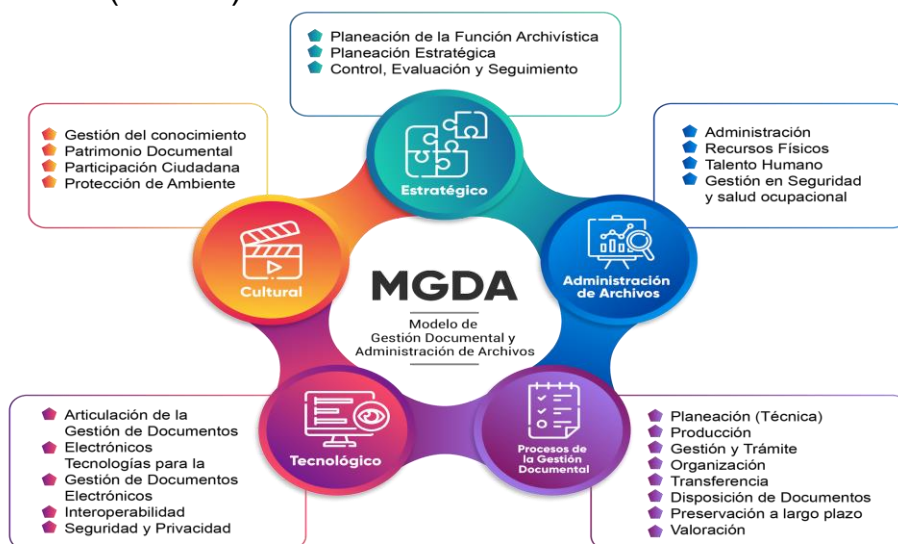 Planeación de la Función Archivística
Planeación Estratégica
Control, Evaluación y Seguimiento
Gestión del conocimiento
Patrimonio Documental
Participación Ciudadana
Protección de Ambiente
Administración
Recursos Físicos
Talento Humano
Gestión en Seguridad
y salud ocupacional
Estratégico
Cultural
Administración
de Archivos
MGDA
Modelo de
Gestión Documental y
Administración de Archivos
Tecnológico
Procesos de
la Gestión
Documental
Articulación de la
Gestión de Documentos
Electrónicos
Tecnologías para la
Gestión de Documentos
Electrónicos
Interoperabilidad
Seguridad y Privacidad
Planeación (Técnica)
Producción
Gestión y Trámite
Organización
Transferencia
Disposición de Documentos
Preservación a largo plazo
Valoración